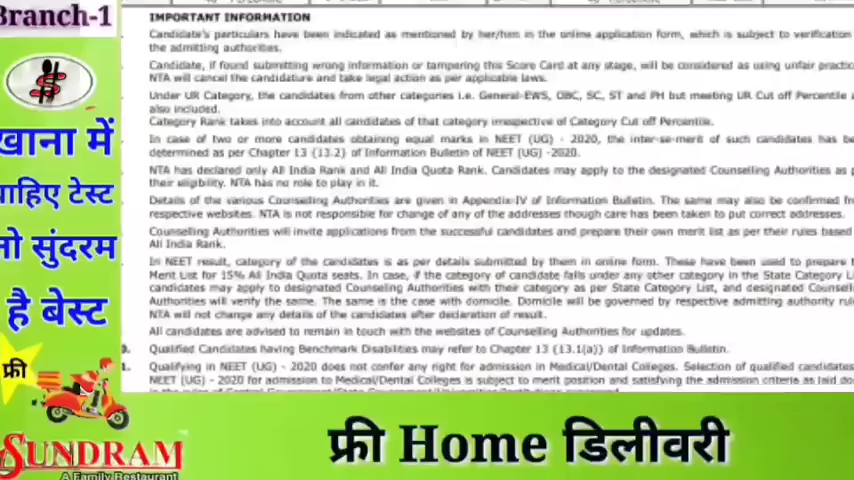 Branch-1
खाना में
चाहिए टेस्ट
तो सुंदरम
है बेस्ट
फ्री
SUNDRAM
A Family Restaurant
IMPORTANT INFORMATION
Candidate's particulars have been indicated as mentioned by her/him in the online application form, which is subject to verification
the admitting authorities.
Candidate, if found submitting wrong information or tampering this Score Card at any stage, will be considered as using unfair practic
NTA will cancel the candidature and take legal action as per applicable laws.
Under UR Category, the candidates from other categories i.e. General-EWS, OBC, SC, ST and PH but meeting UR Cut off Percentile
also included.
Category Rank takes into account all candidates of that category irrespective of Category Cut off Percentile.
In case of two or more candidates obtaining equal marks in NEET (UG) - 2020, the inter-se-merit of such candidates has be
determined as per Chapter 13 (13.2) of Information Bulletin of NEET (UG) -2020.
NTA has declared only All India Rank and All India Quota Rank. Candidates may apply to the designated Counselling Authorities as p
their eligibility. NTA has no role to play in it.
Details of the various Counseling Authorities are given in Appendix-IV of Information Bulletin. The same may also be confirmed from
respective websites. NTA is not responsible for change of any of the addresses though care has been taken to put correct addresses.
Counselling Authorities will invite applications from the successful candidates and prepare their own merit list as per their rules based
All India Rank.
In NEET result, category of the candidates is as per details submitted by them in online form. These have been used to prepare t
Merit List for 15% All India Quota seats. In case, if the category of candidate falls under any other category in the State Category Li
candidates may apply to designated Counseling Authorities with their category as per State Category List, and designated Counseli
Authorities will verify the same. The same is the case with domicile. Domicile will be governed by respective admitting authority rule
NTA will not change any details of the candidates after declaration of result.
All candidates are advised to remain in touch with the websites of Counselling Authorities for updates.
Qualified Candidates having Benchmark Disabilities may refer to Chapter 13 (13.1(a)) of Information Bulletin.
Qualifying in NEET (UG) - 2020 does not confer any right for admission in Medical/Dental Colleges. Selection of qualified candidates
NEET (UG) - 2020 for admission to Medical/Dental Colleges is subject to merit position and satisfying the admission criteria as laid do
फ्री Home डिलीवरी